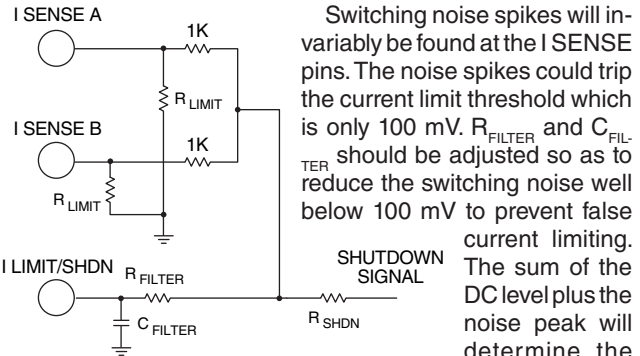 I SENSE A
1K
R LIMIT
I SENSE B
1K
R LIMIT
I LIMIT/SHDN
R FILTER
C FILTER
SHUTDOWN
SIGNAL
R SHDN
Switching noise spikes will in-
variably be found at the I SENSE
pins. The noise spikes could trip
the current limit threshold which
is only 100 mV. RFILTER and CFIL-
TER should be adjusted so as to
reduce the switching noise well
below 100 mV to prevent false
current limiting.
The sum of the
DC level plus the
noise peak will
determine the